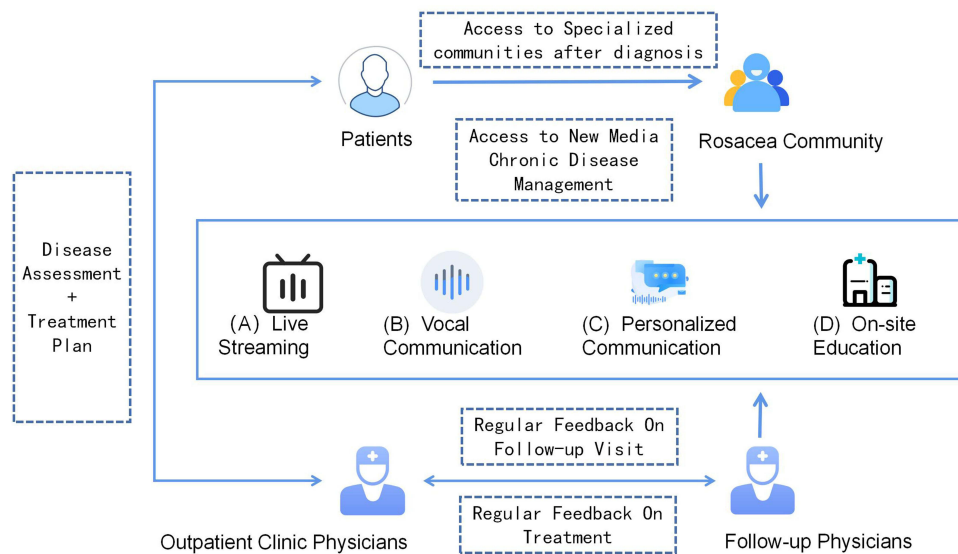 Access to Specialized
communities after diagnosis
Patients
Access to New Media
Chronic Disease
Management
Rosacea Community
Disease
Assessment
+
Treatment
Plan
(A) Live
Streaming
(B) Vocal
Communication
(C) Personalized
Communication
(D) On-site
Education
Regular Feedback On
Follow-up Visit
Regular Feedback On
Treatment
Outpatient Clinic Physicians
Follow-up Physicians